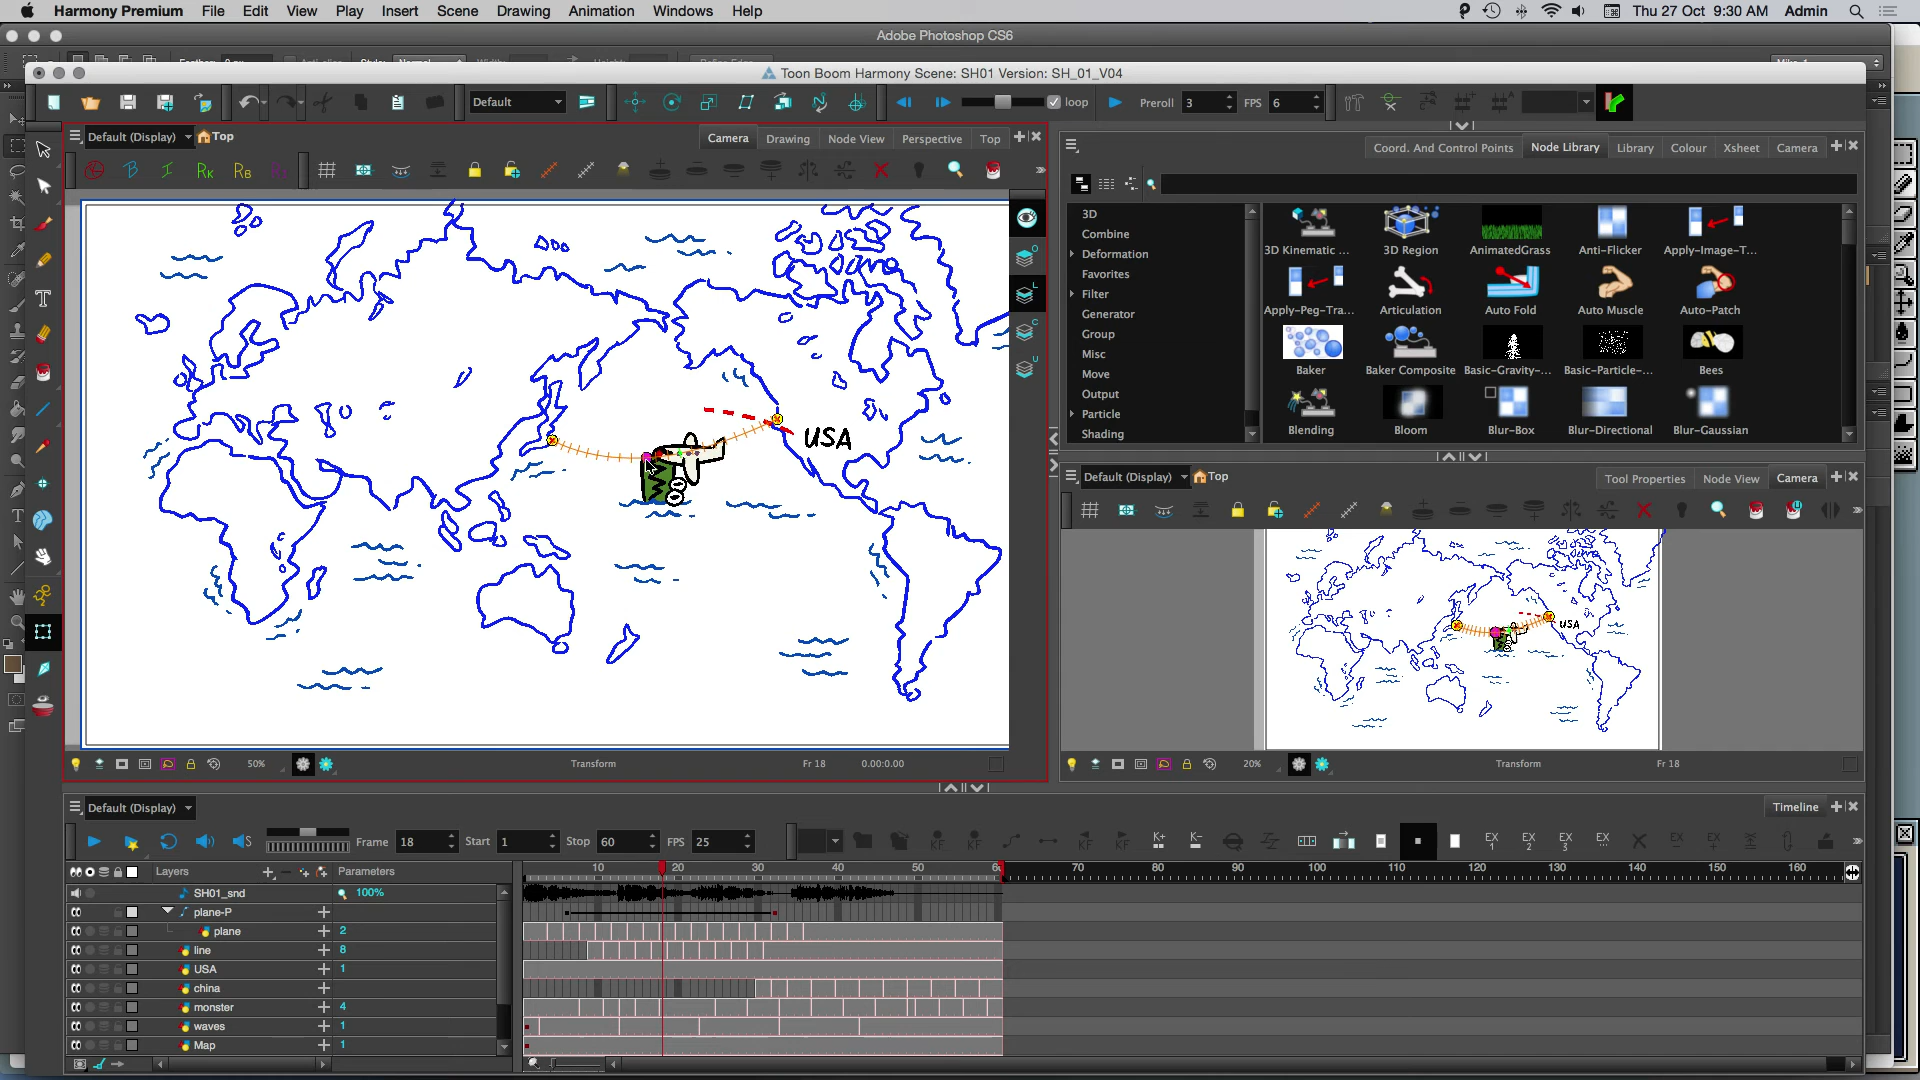 Harmony Premium File Edit View Play Insert Scene Drawing Animation Windows Help Thu 27 Oct 9:30 AM Admin
Adobe Photoshop CS6
Toon Boom Harmony Scene: SH01 Version: SH_01_V04
Default loop Preroll 3 FPS 6
Default (Display) Top Camera Drawing Node View Perspective Top
Coord. And Control Points Node Library Library Colour Xsheet Camera
3D
Combine
Deformation
Favorites
Filter
Generator
Group
Misc
Move
Output
Particle
Shading
3D Kinematic ... 3D Region AnimatedGrass Anti-Flicker Apply-Image-T...
Apply-Peg-Tra... Articulation Auto Fold Auto Muscle Auto-Patch
Baker Baker Composite Basic-Gravity-... Basic-Particle-... Bees
Blending Bloom Blur-Box Blur-Directional Blur-Gaussian
USA
Default (Display) Top Tool Properties Node View Camera
USA
50% Transform Fr 18 0.00:0.00
20% Transform Fr 18
Default (Display) Timeline
Frame 18 Start 1 Stop 60 FPS 25
Layers Parameters
10 20 30 40 50 70 80 90 100 110 120 130 140 150 160
SH01_snd 100%
plane-P
plane 2
line 8
USA 1
china
monster 4
waves 1
Map 1